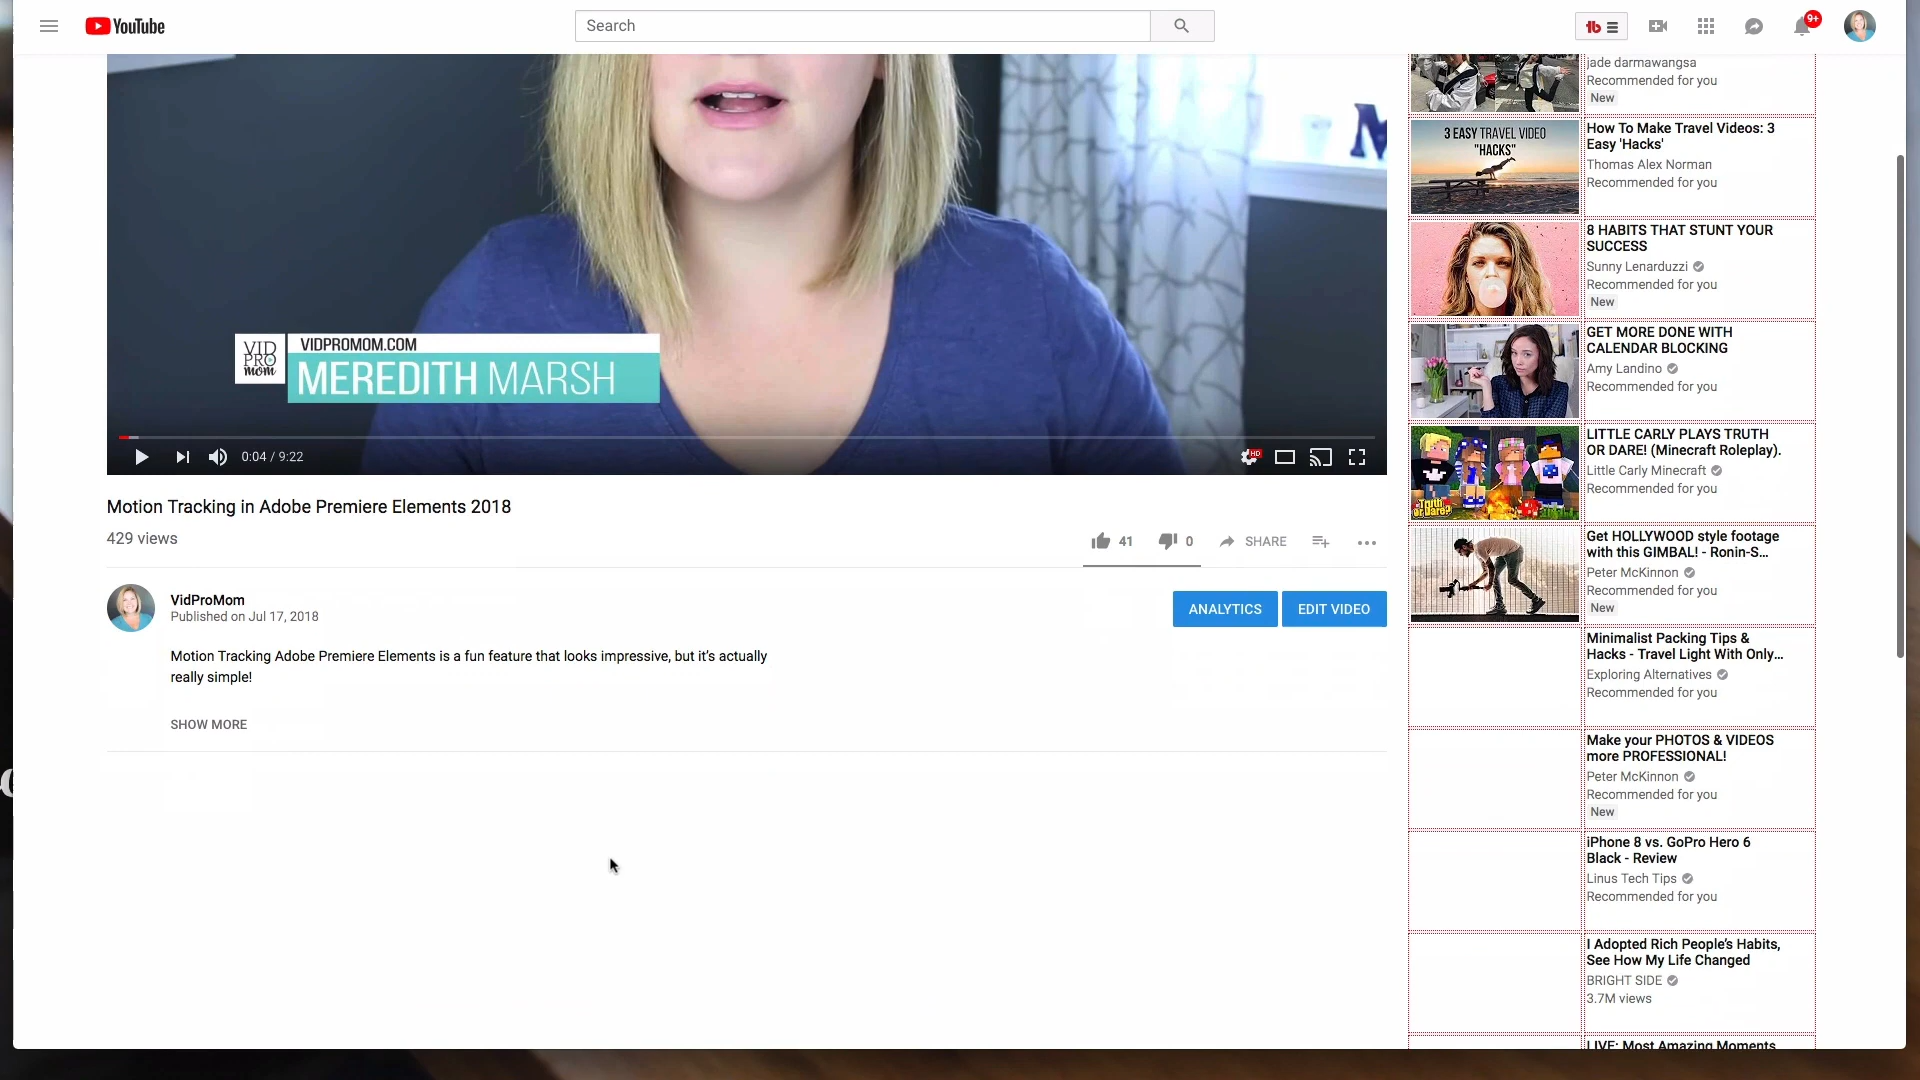 YouTube
Search
9+
VIDPROMOM.COM
VID
PRO
mom
MEREDITH MARSH
0:04 / 9:22
HD
Motion Tracking in Adobe Premiere Elements 2018
429 views
41
0
SHARE
VidProMom
Published on Jul 17, 2018
ANALYTICS
EDIT VIDEO
Motion Tracking Adobe Premiere Elements is a fun feature that looks impressive, but it's actually
really simple!
SHOW MORE
jade darmawangsa
Recommended for you
New
3 EASY TRAVEL VIDEO
"HACKS"
How To Make Travel Videos: 3
Easy 'Hacks'
Thomas Alex Norman
Recommended for you
8 HABITS THAT STUNT YOUR
SUCCESS
Sunny Lenarduzzi
Recommended for you
New
GET MORE DONE WITH
CALENDAR BLOCKING
Amy Landino
Recommended for you
Truth
or Dare?
LITTLE CARLY PLAYS TRUTH
OR DARE! (Minecraft Roleplay).
Little Carly Minecraft
Recommended for you
Get HOLLYWOOD style footage
with this GIMBAL! - Ronin-S...
Peter McKinnon
Recommended for you
New
Minimalist Packing Tips &
Hacks - Travel Light With Only...
Exploring Alternatives
Recommended for you
Make your PHOTOS & VIDEOS
more PROFESSIONAL!
Peter McKinnon
Recommended for you
New
iPhone 8 vs. GoPro Hero 6
Black - Review
Linus Tech Tips
Recommended for you
I Adopted Rich People's Habits,
See How My Life Changed
BRIGHT SIDE
3.7M views
LIVE: Most Amazing Moments